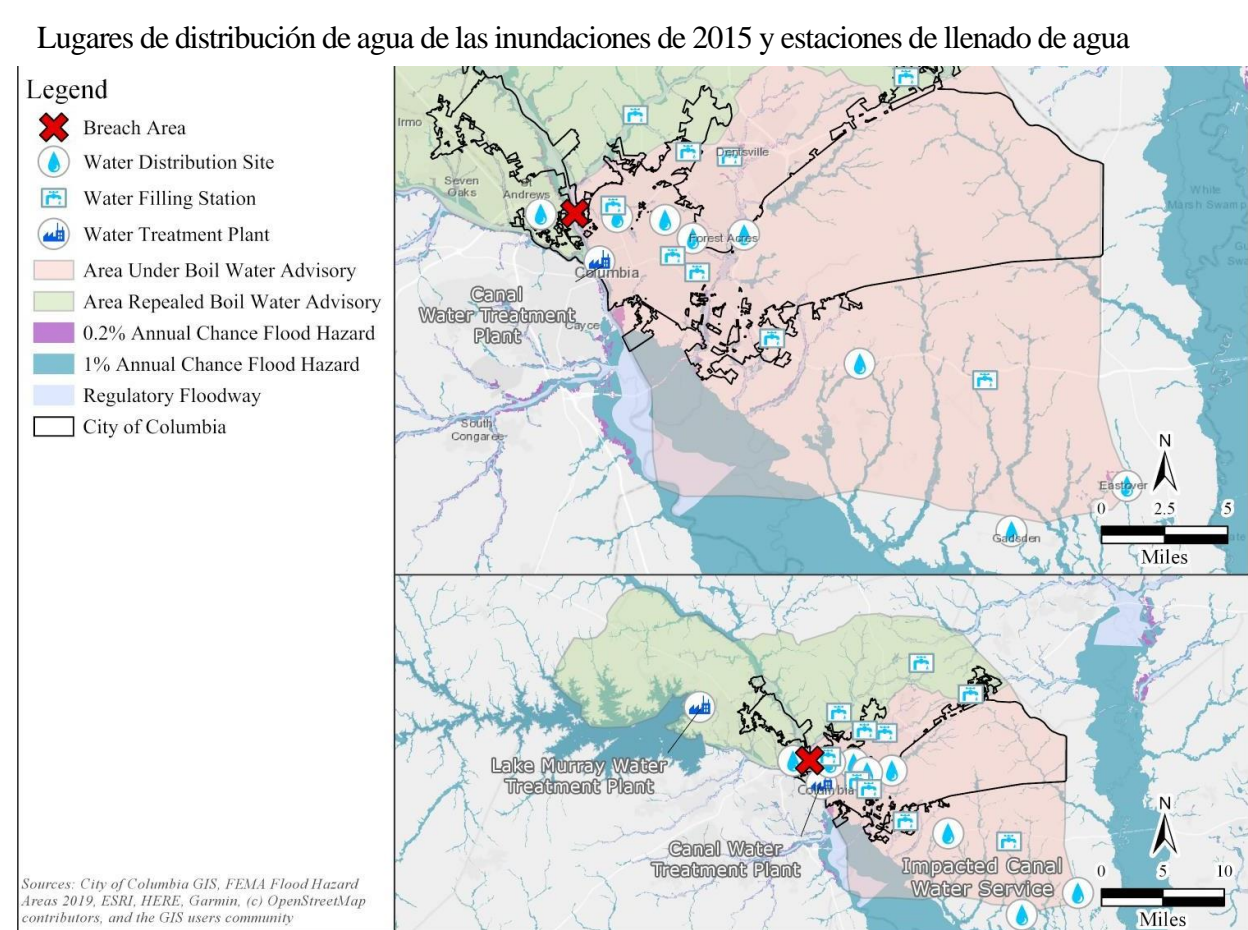 Lugares de distribución de agua de las inundaciones de 2015 y estaciones de llenado de agua
Legend
Breach Area
Water Distribution Site
Water Filling Station
Water Treatment Plant
Area Under Boil Water Advisory
Area Repealed Boil Water Advisory
0.2% Annual Chance Flood Hazard
1% Annual Chance Flood Hazard
Regulatory Floodway
City of Columbia
Sources: City of Columbia GIS, FEMA Flood Hazard
Areas 2019, ESRI, HERE, Garmin, (c) OpenStreetMap
contributors, and the GIS users community
Irmo
Dentsville
Seven
Oaks
Andrews
White
Marsh Swamp
Forest Acres
Columbia
Canal
Water Treatment
Plant
Cayce
South
Congaree
Eastover
Gadsden
N
0 2.5 5
Miles
Lake Murray Water
Treatment Plant
Columbia
Canal Water
Treatment Plant
Impacted Canal
Water Service
N
0 5 10
Miles